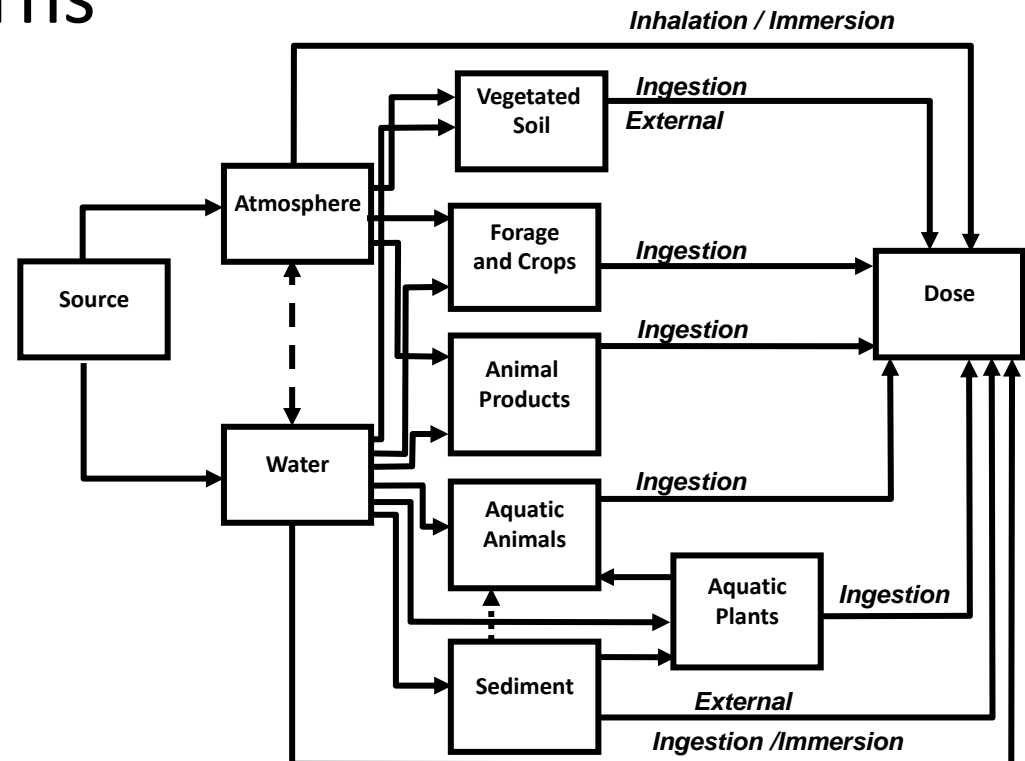 Inhalation / Immersion
Vegetated
Soil
Ingestion
External
Atmosphere
Forage
and Crops
Ingestion
Source
Dose
Animal
Products
Ingestion
Water
Aquatic
Animals
Ingestion
Aquatic
Plants
Ingestion
Sediment
External
Ingestion /Immersion